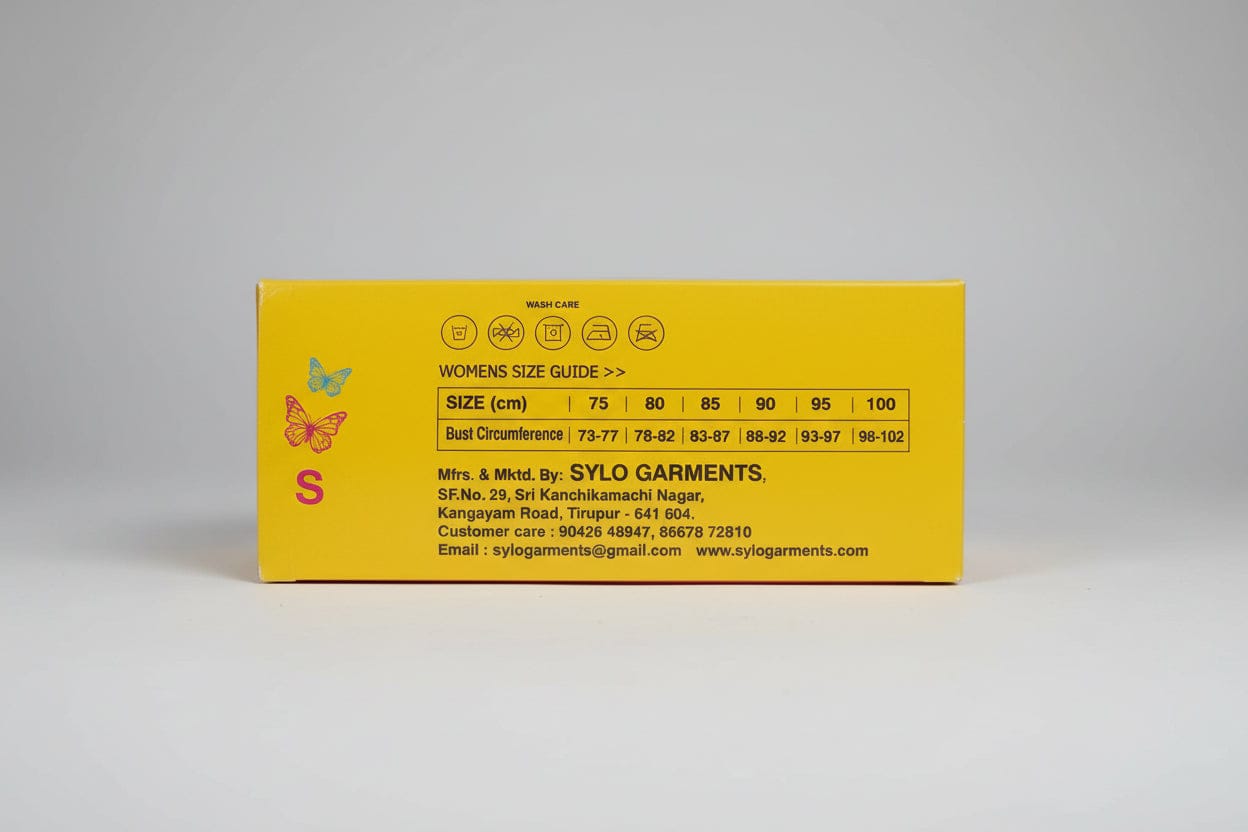 WASH CARE
WOMENS SIZE GUIDE >>
SIZE (cm) | 75 | 80 | 85 | 90 | 95 | 100
Bust Circumference | 73-77 | 78-82 | 83-87 | 88-92 | 93-97 | 98-102
S
Mfrs. & Mktd. By: SYLO GARMENTS,
SF.No. 29, Sri Kanchikamachi Nagar,
Kangayam Road, Tirupur - 641 604.
Customer care : 90426 48947, 86678 72810
Email : sylogarments@gmail.com www.sylogarments.com